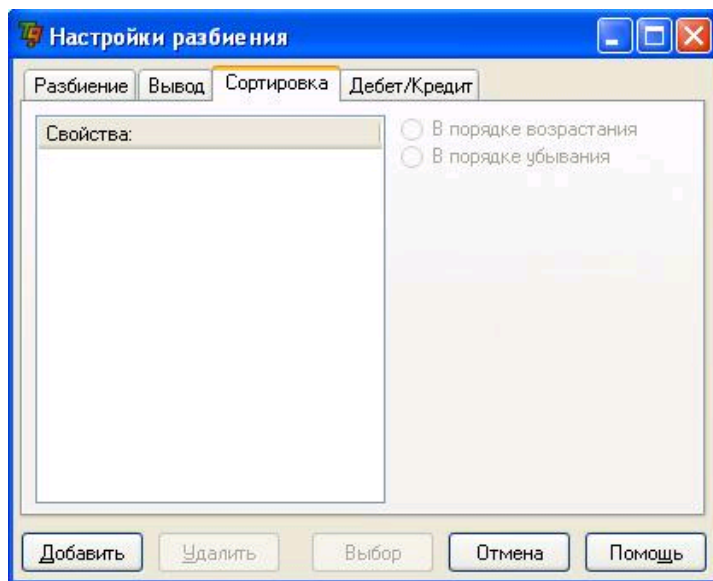 Настройки разбиения
Разбиение Вывод Сортировка Дебет/Кредит
Свойства:
В порядке возрастания
В порядке убывания
Добавить Удалить Выбор Отмена Помощь